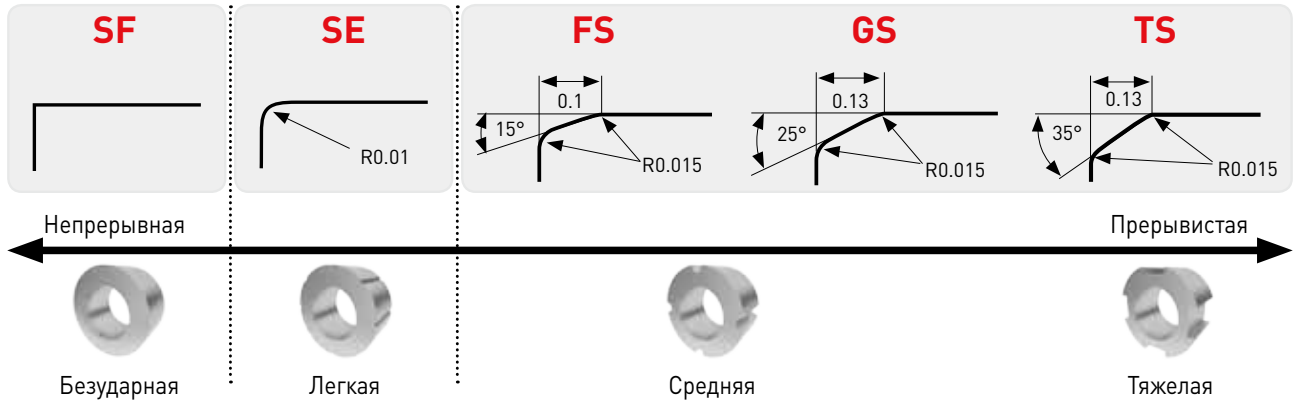 SF
SE
FS
GS
TS
R0.01
0.1
15°
R0.015
0.13
25°
R0.015
0.13
35°
R0.015
Непрерывная
Прерывистая
Безударная
Легкая
Средняя
Тяжелая